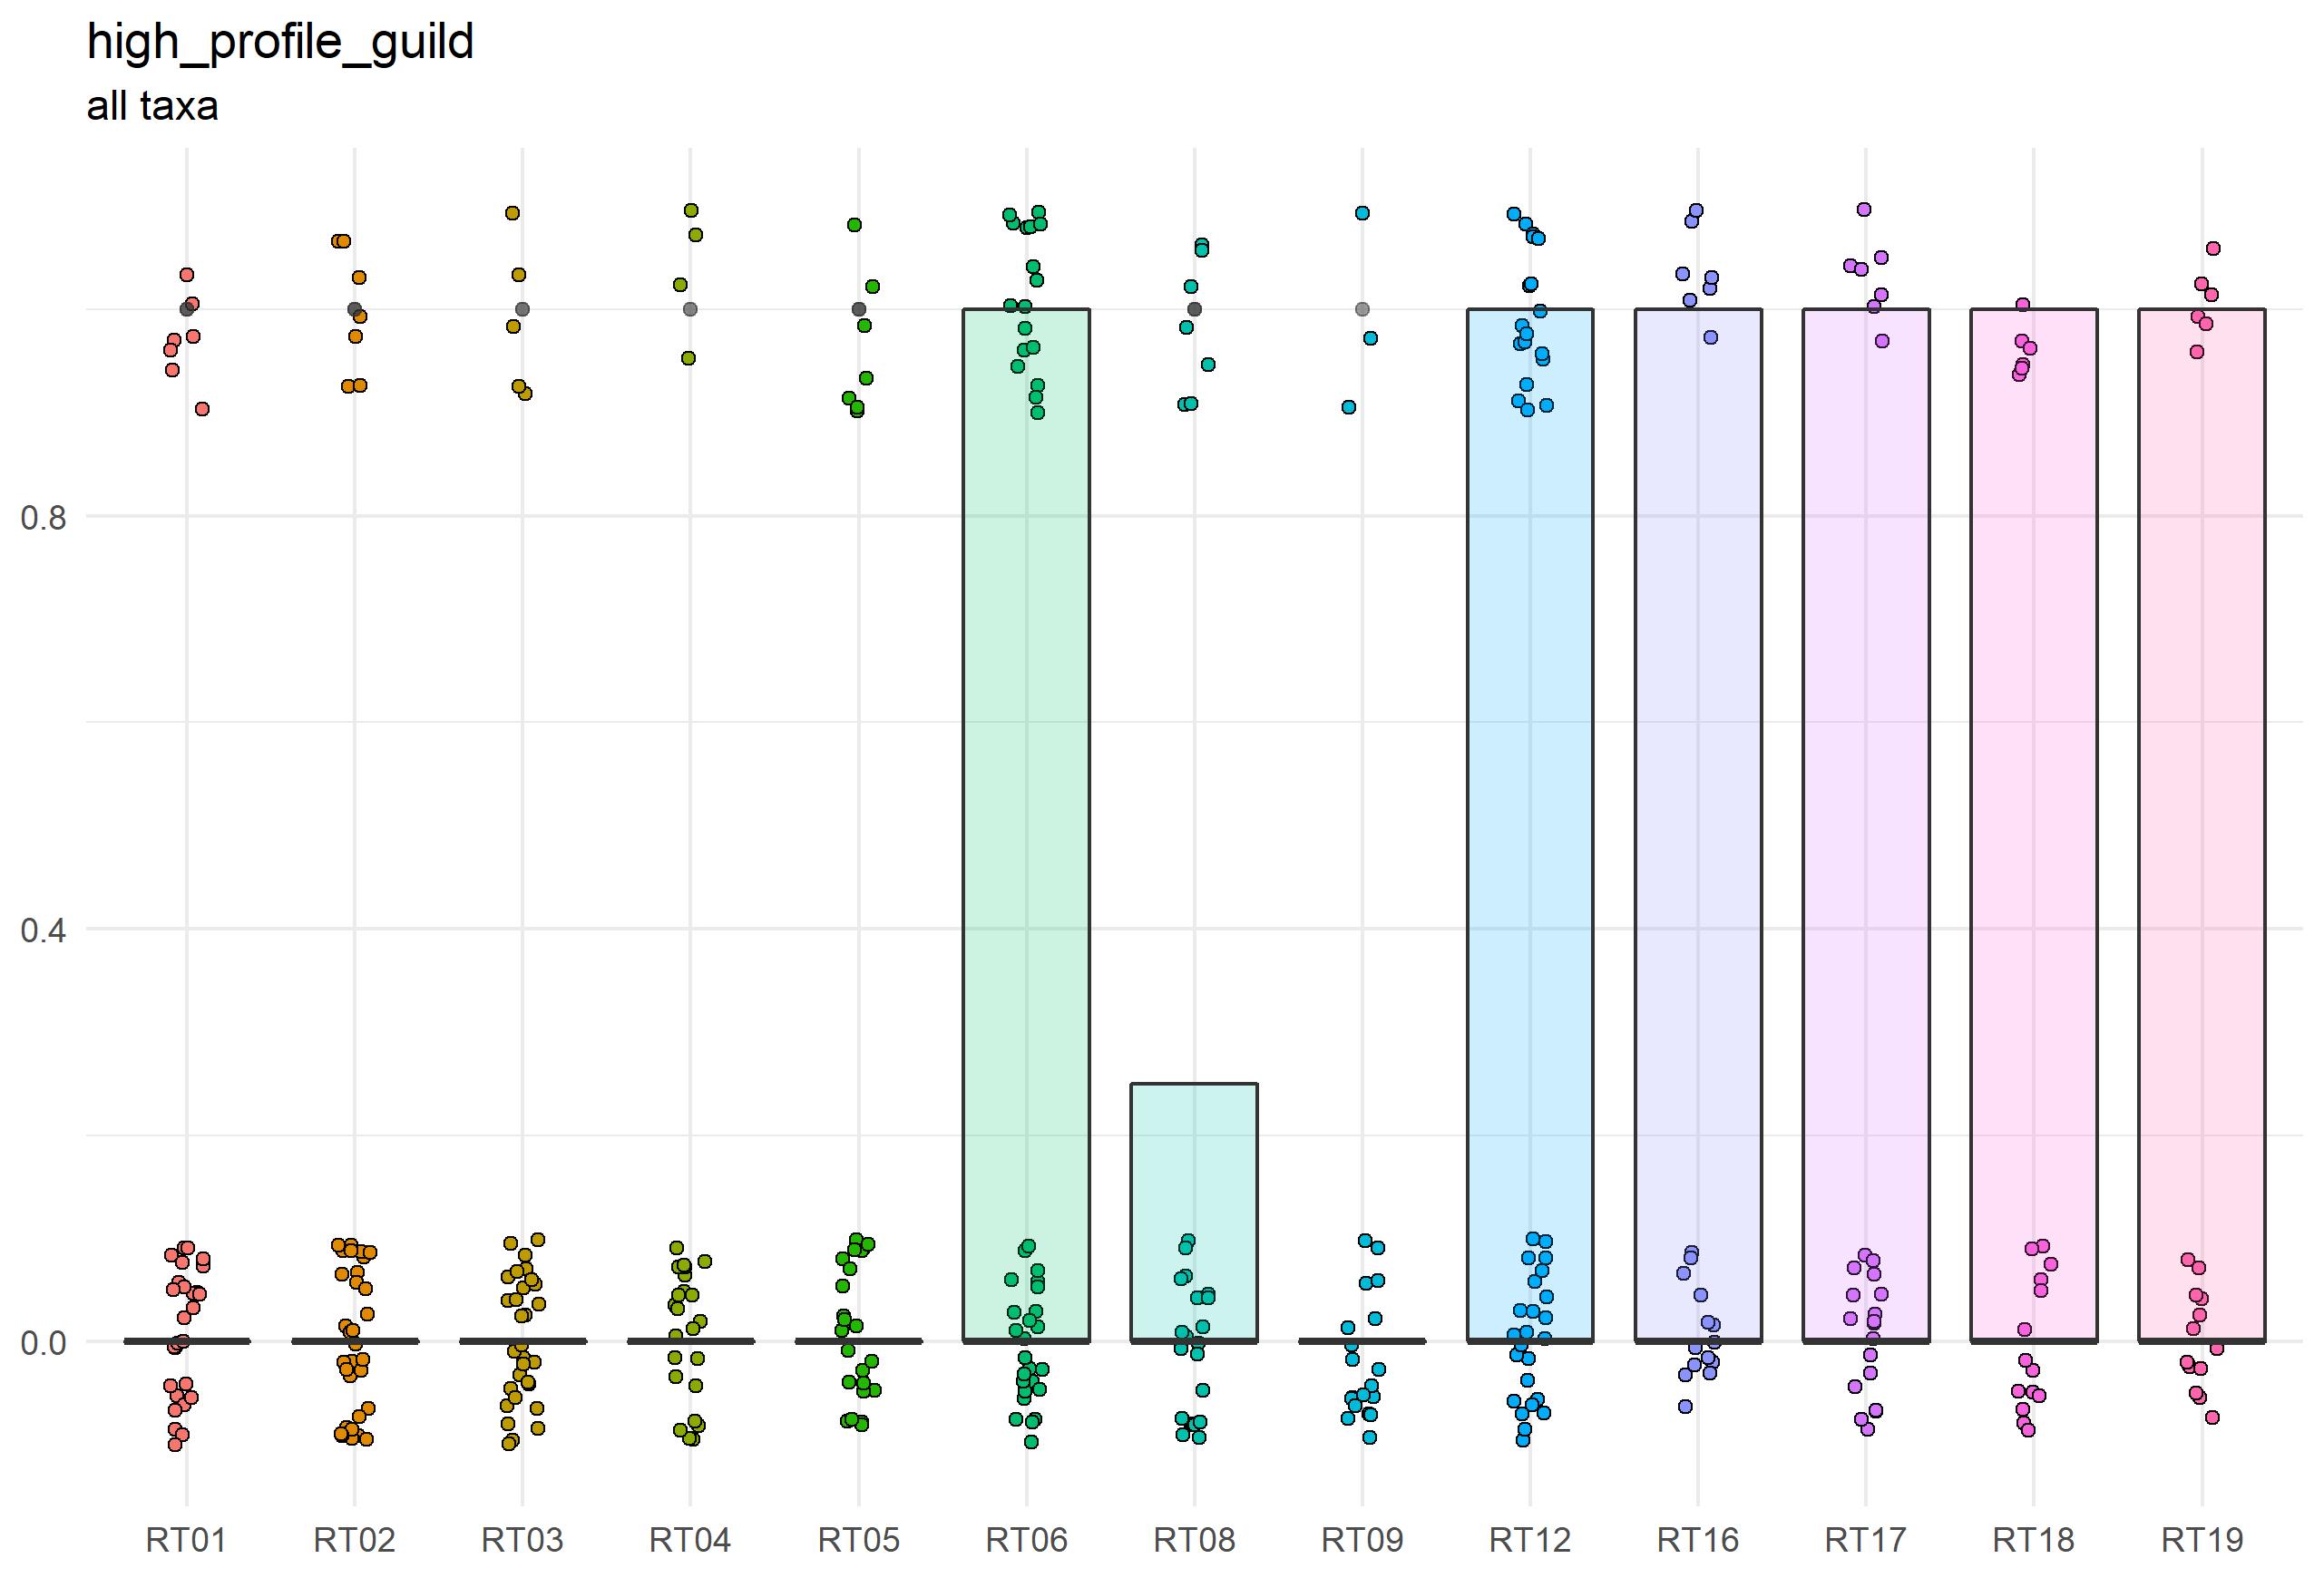 high_profile_guild
all taxa
0.8
0.4
0.0
RT01 RT02 RT03 RT04 RT05 RT06 RT08 RT09 RT12 RT16 RT17 RT18 RT19